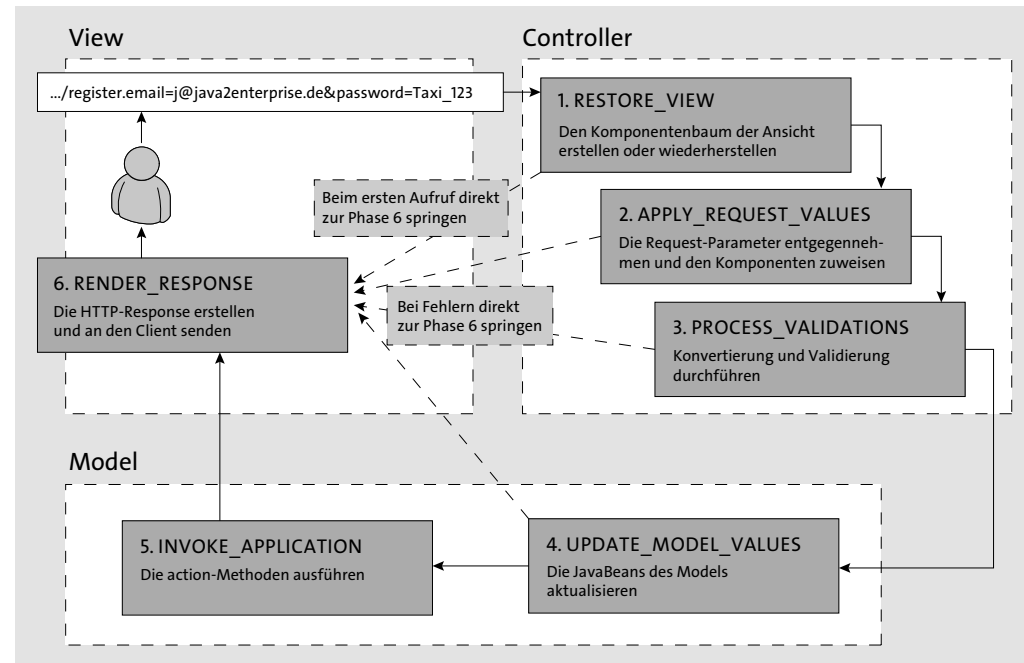 View
Controller
.../register.email=j@java2enterprise.de&password=Taxi_123
1. RESTORE_VIEW
Den Komponentenbaum der Ansicht
erstellen oder wiederherstellen
Beim ersten Aufruf direkt
zur Phase 6 springen
2. APPLY_REQUEST_VALUES
Die Request-Parameter entgegenneh-
men und den Komponenten zuweisen
6. RENDER_RESPONSE
Die HTTP-Response erstellen
und an den Client senden
Bei Fehlern direkt
zur Phase 6 springen
3. PROCESS_VALIDATIONS
Konvertierung und Validierung
durchführen
Model
5. INVOKE_APPLICATION
Die action-Methoden ausführen
4. UPDATE_MODEL_VALUES
Die JavaBeans des Models
aktualisieren